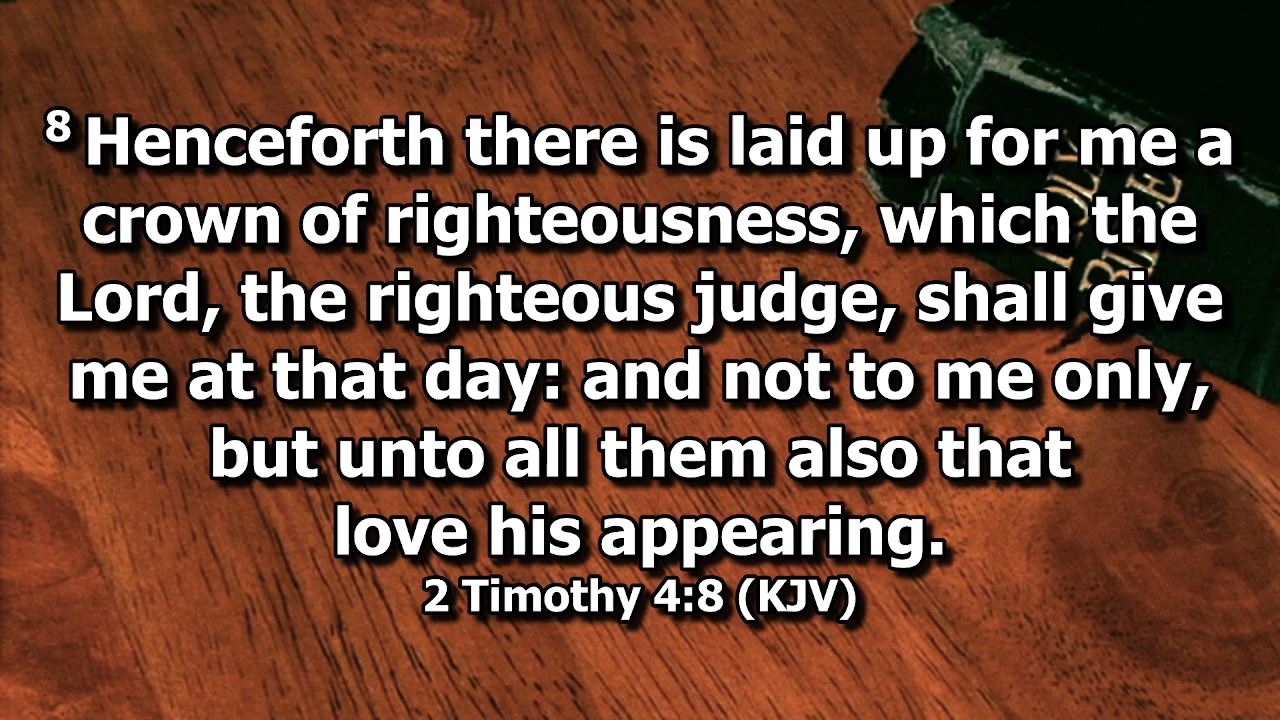 8 Henceforth there is laid up for me a
crown of righteousness, which the
Lord, the righteous judge, shall give
me at that day: and not to me only,
but unto all them also that
love his appearing.
2 Timothy 4:8 (KJV)
HOLY
BIBLE